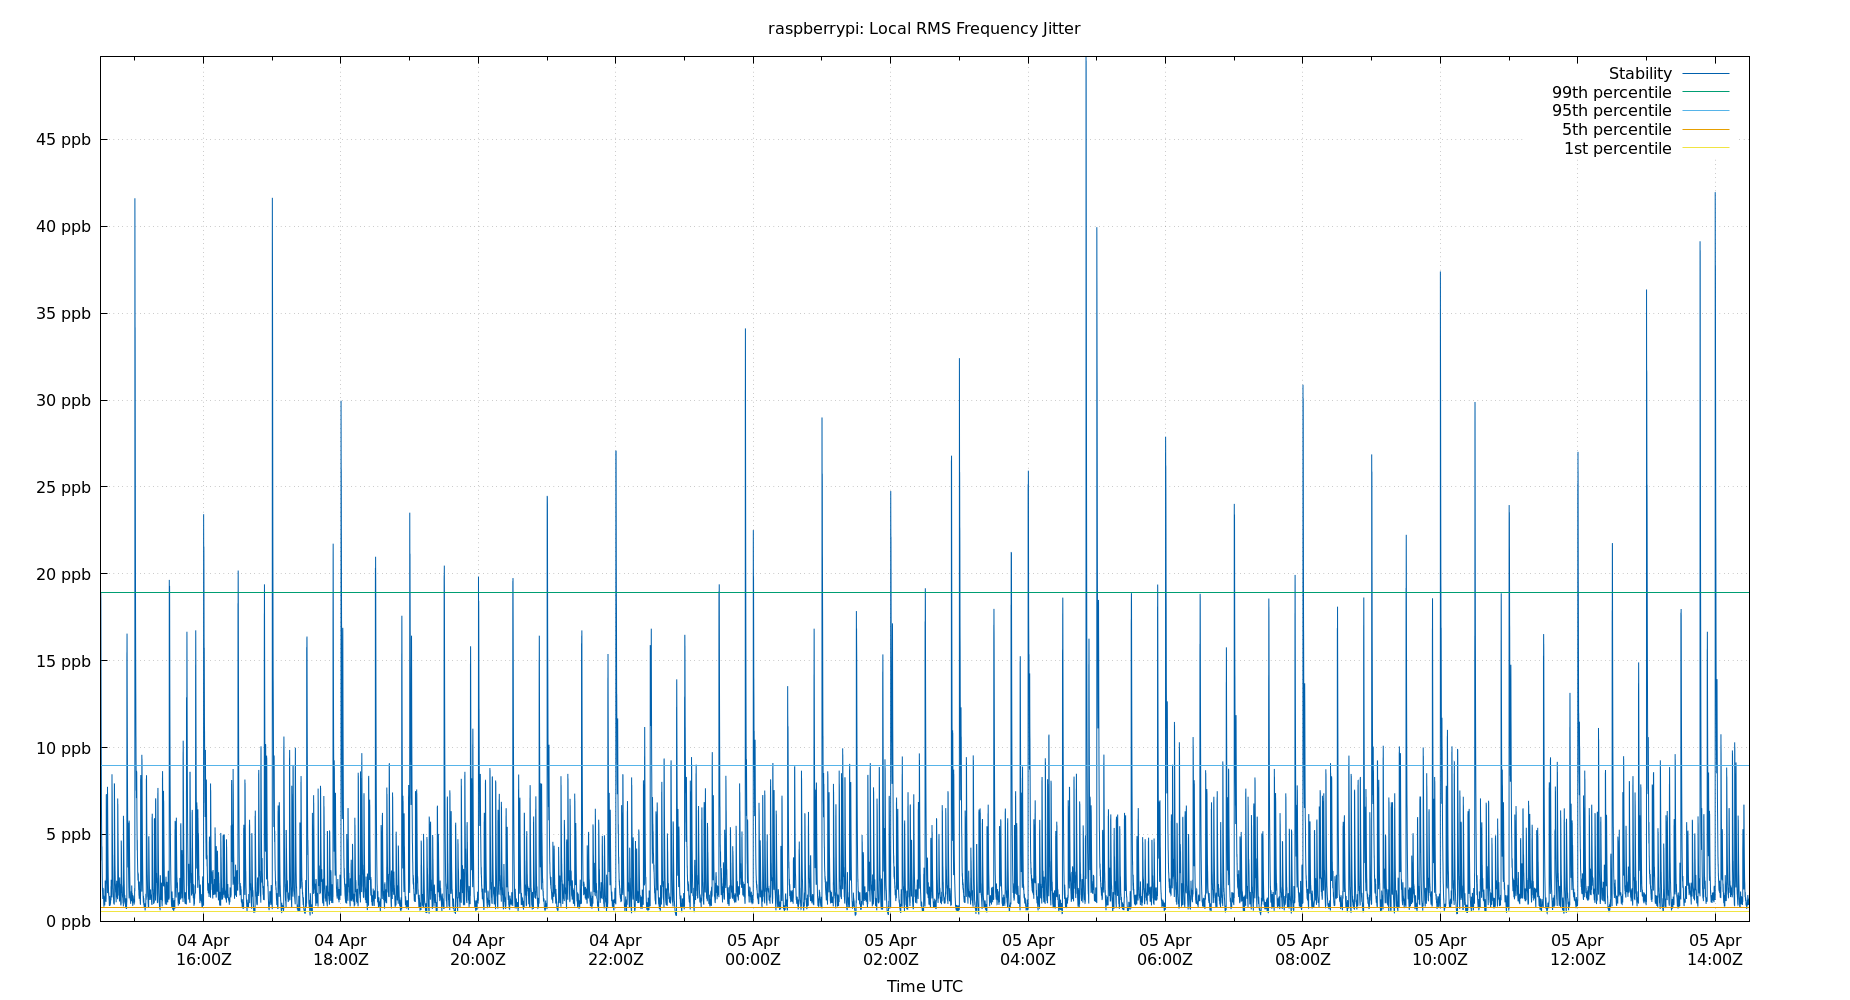 raspberrypi: Local RMS Frequency Jitter
Stability
99th percentile
95th percentile
5th percentile
1st percentile
45 ppb
40 ppb
35 ppb
30 ppb
25 ppb
20 ppb
15 ppb
10 ppb
5 ppb
0 ppb
04 Apr 04 Apr 04 Apr 04 Apr 05 Apr 05 Apr 05 Apr 05 Apr 05 Apr 05 Apr 05 Apr 05 Apr
16:00Z 18:00Z 20:00Z 22:00Z 00:00Z 02:00Z 04:00Z 06:00Z 08:00Z 10:00Z 12:00Z 14:00Z
Time UTC